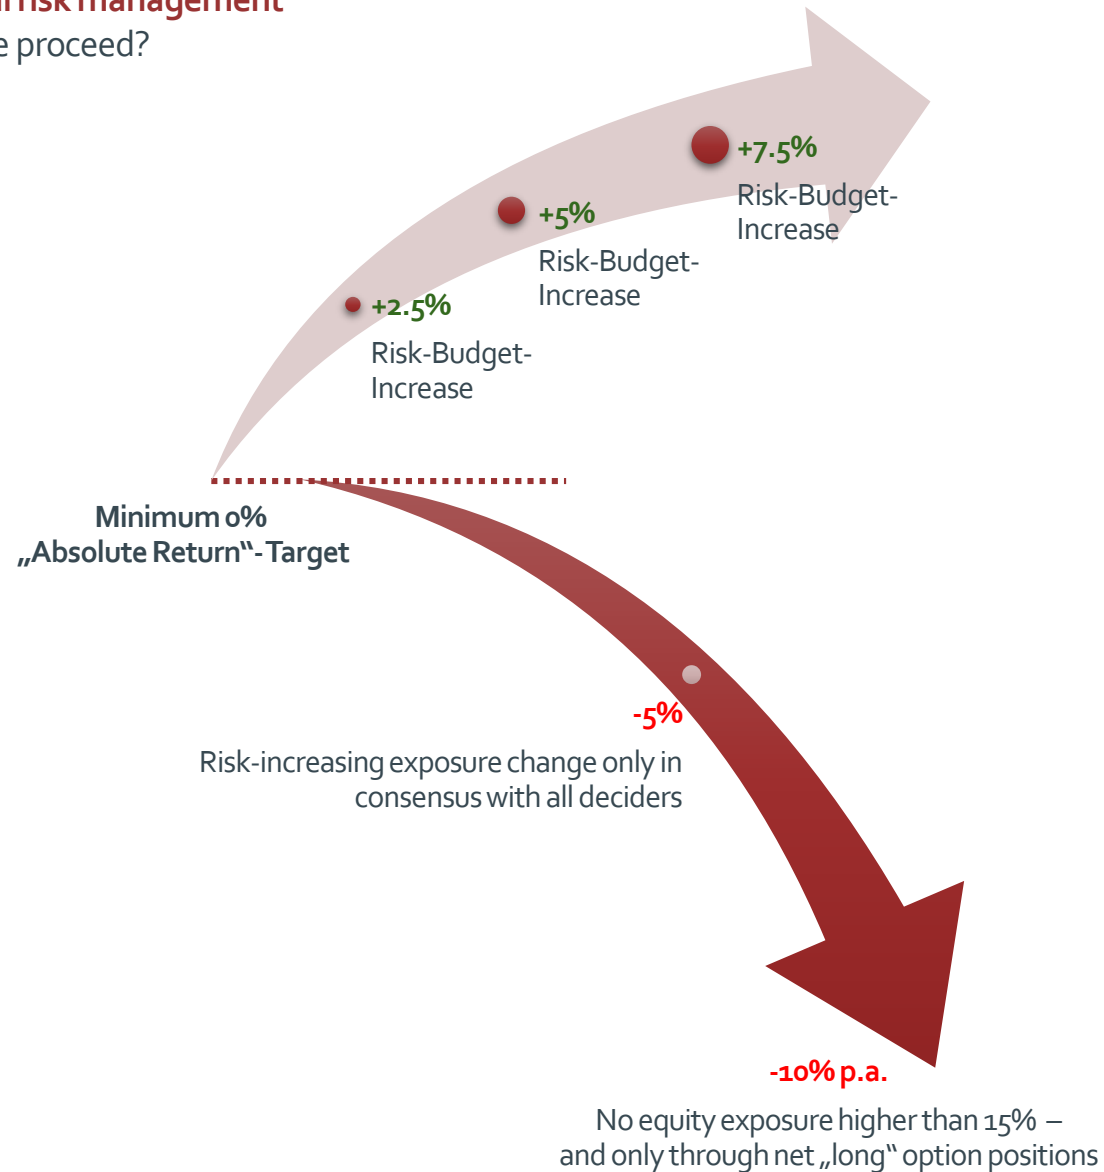 risk management
proceed?
+7.5%
Risk-Budget-
Increase
+5%
Risk-Budget-
Increase
+2.5%
Risk-Budget-
Increase
Minimum 0%
„Absolute Return“-Target
-5%
Risk-increasing exposure change only in
consensus with all deciders
-10% p.a.
No equity exposure higher than 15% –
and only through net „long“ option positions